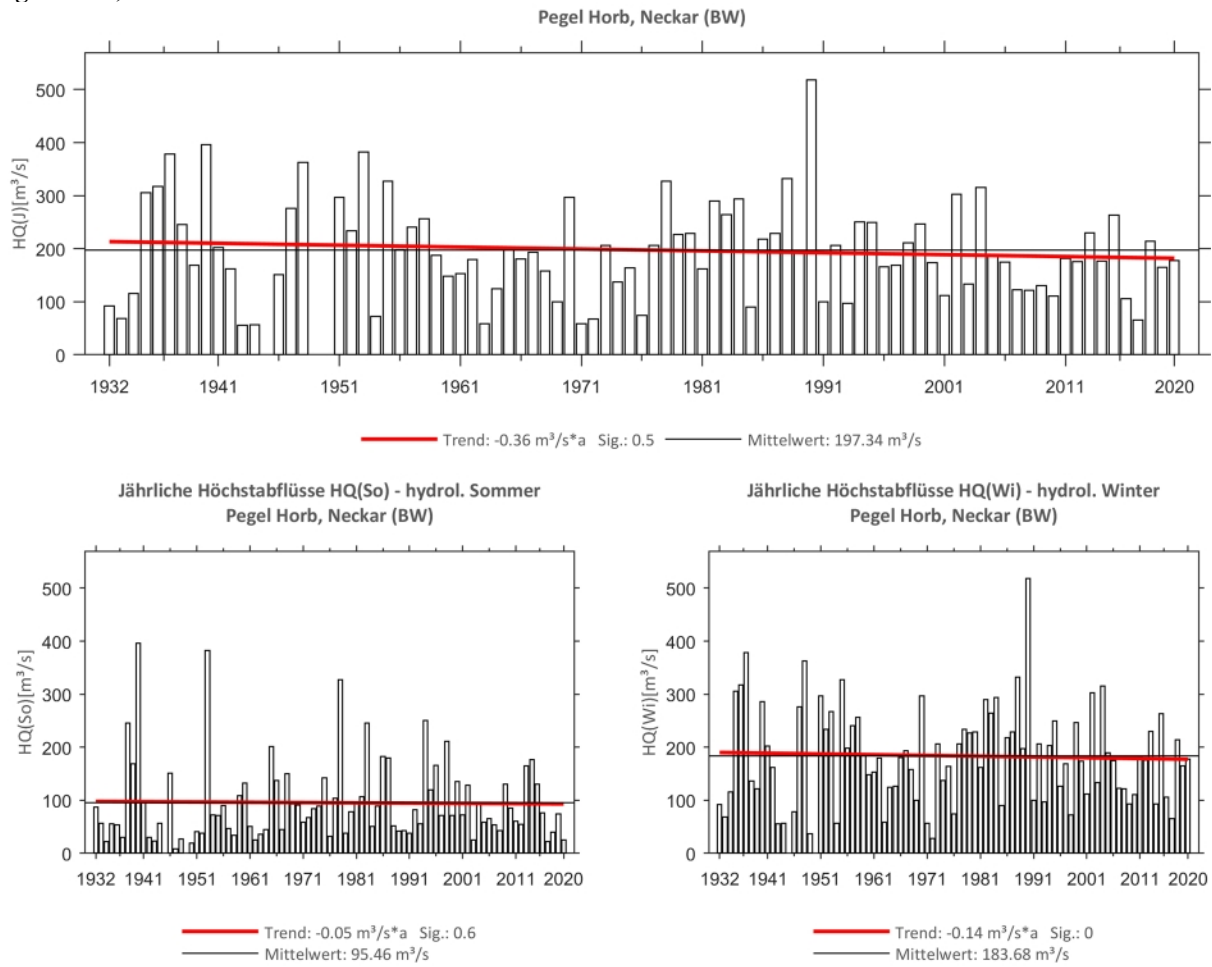 Pegel Horb, Neckar (BW)
500
400
300
200
100
0
HQ(J)[m³/s]
1932 1941 1951 1961 1971 1981 1991 2001 2011 2020
Trend: -0.36 m³/s*a Sig.: 0.5 Mittelwert: 197.34 m³/s
Jährliche Höchstabflüsse HQ(So) - hydrol. Sommer
Pegel Horb, Neckar (BW)
500
400
300
200
100
0
HQ(So)[m³/s]
1932 1941 1951 1961 1971 1981 1991 2001 2011 2020
Trend: -0.05 m³/s*a Sig.: 0.6
Mittelwert: 95.46 m³/s
Jährliche Höchstabflüsse HQ(Wi) - hydrol. Winter
Pegel Horb, Neckar (BW)
500
400
300
200
100
0
HQ(Wi)[m³/s]
1932 1941 1951 1961 1971 1981 1991 2001 2011 2020
Trend: -0.14 m³/s*a Sig.: 0
Mittelwert: 183.68 m³/s